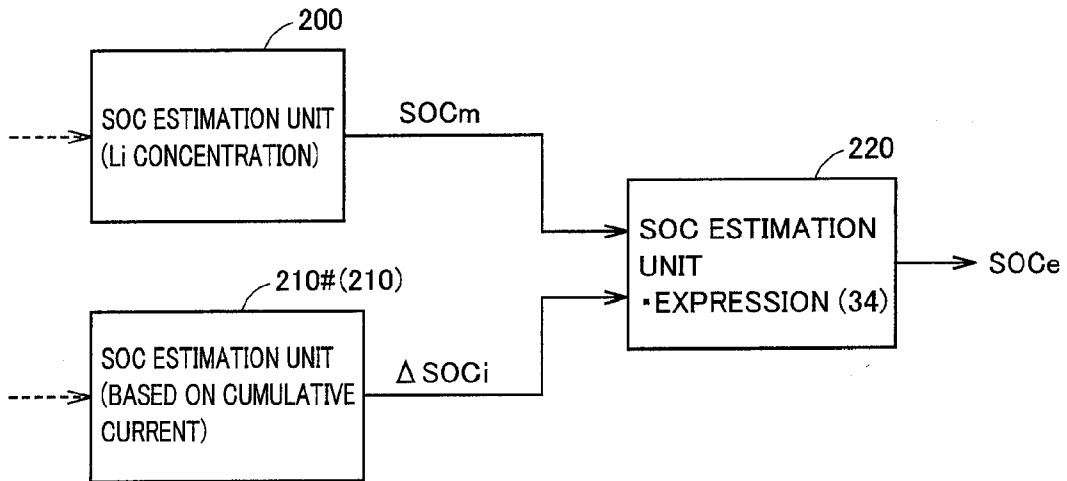 200
SOC ESTIMATION UNIT
(Li CONCENTRATION)
SOCm
220
SOC ESTIMATION
UNIT
▪EXPRESSION (34)
SOCe
210#(210)
SOC ESTIMATION UNIT
(BASED ON CUMULATIVE
CURRENT)
Δ SOCi